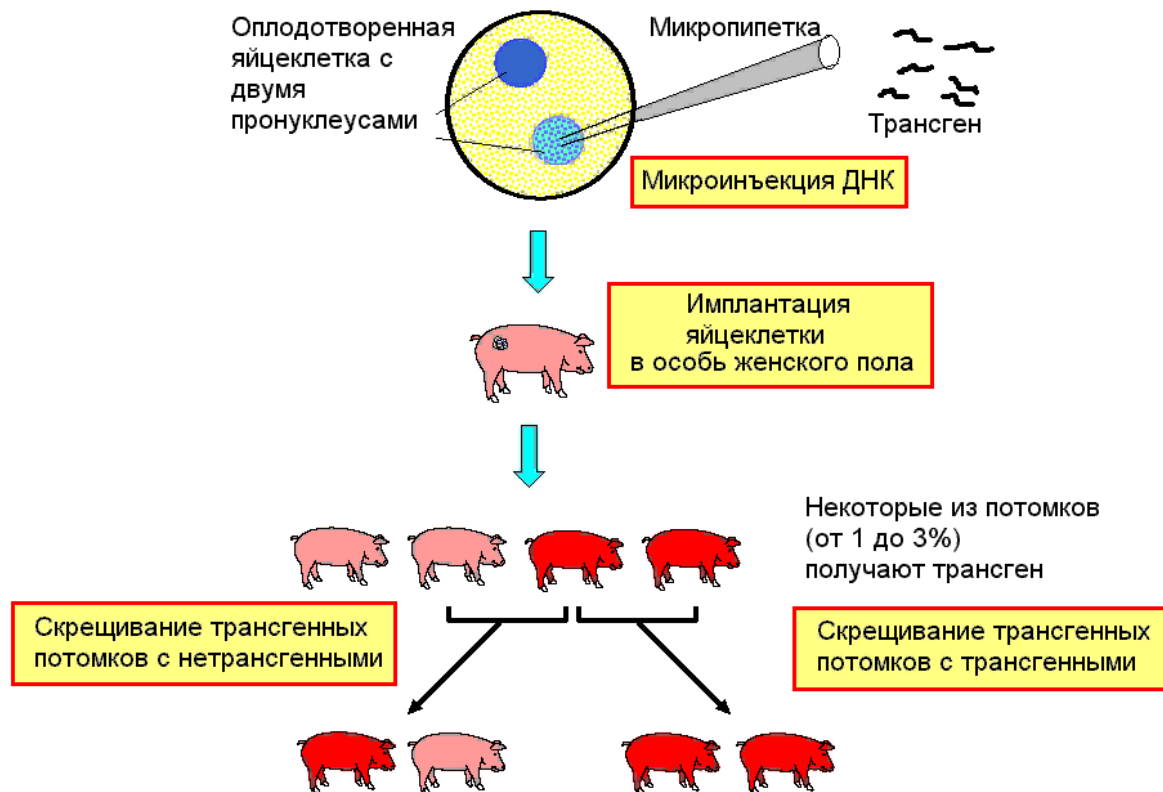 Оплодотворенная
яйцеклетка с
двумя
пронуклеусами
Микропипетка
Трансген
Микроинъекция ДНК
Имплантация
яйцеклетки
в особь женского пола
Некоторые из потомков
(от 1 до 3%)
получают трансген
Скрещивание трансгенных
потомков с нетрансгенными
Скрещивание трансгенных
потомков с трансгенными